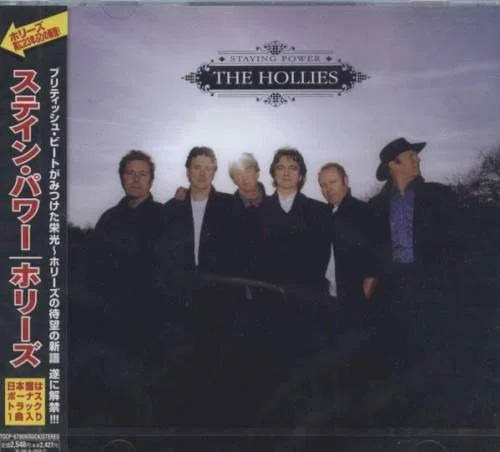 ホリーズ
STAYING POWER
THE HOLLIES
ステイン・パワー|ホリーズ
ブリティッシュ・ビートがみつけた栄光〜ホリーズの待望の新譜 遂に解禁!!!
日本盤は
ボーナス
トラック
1曲入
STEREO